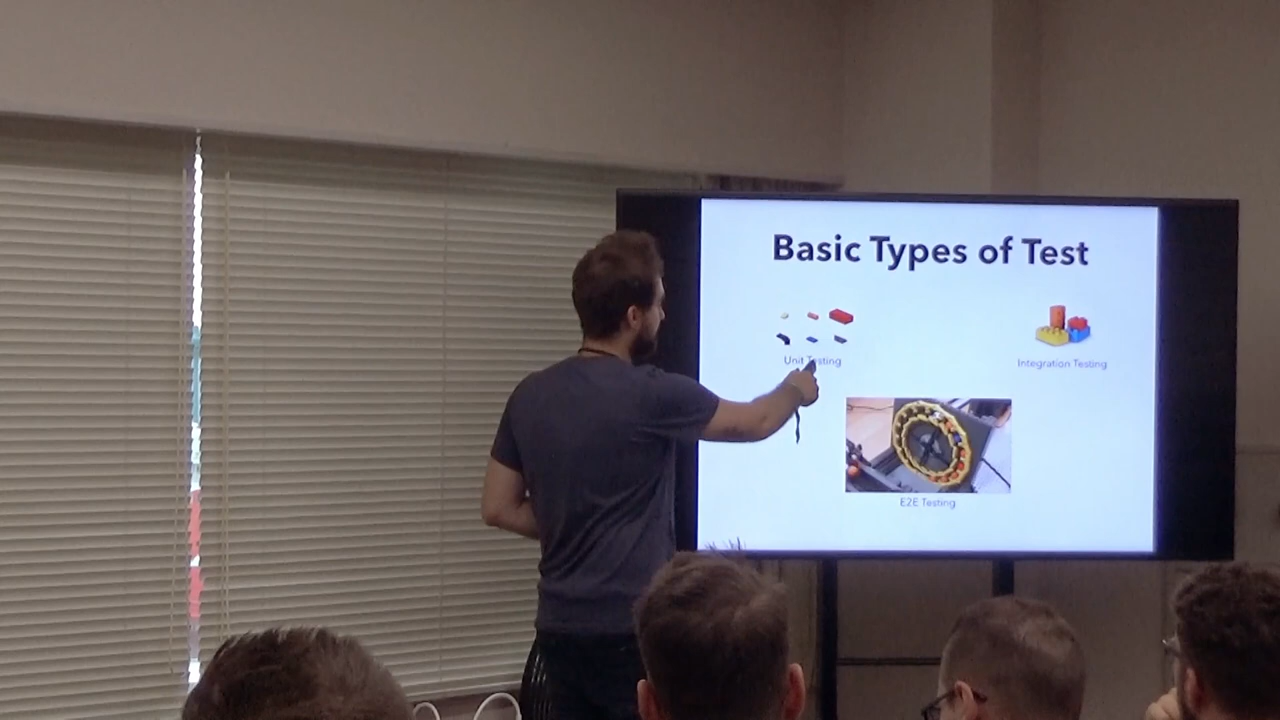 Basic Types of Test
Unit Testing
Integration Testing
E2E Testing